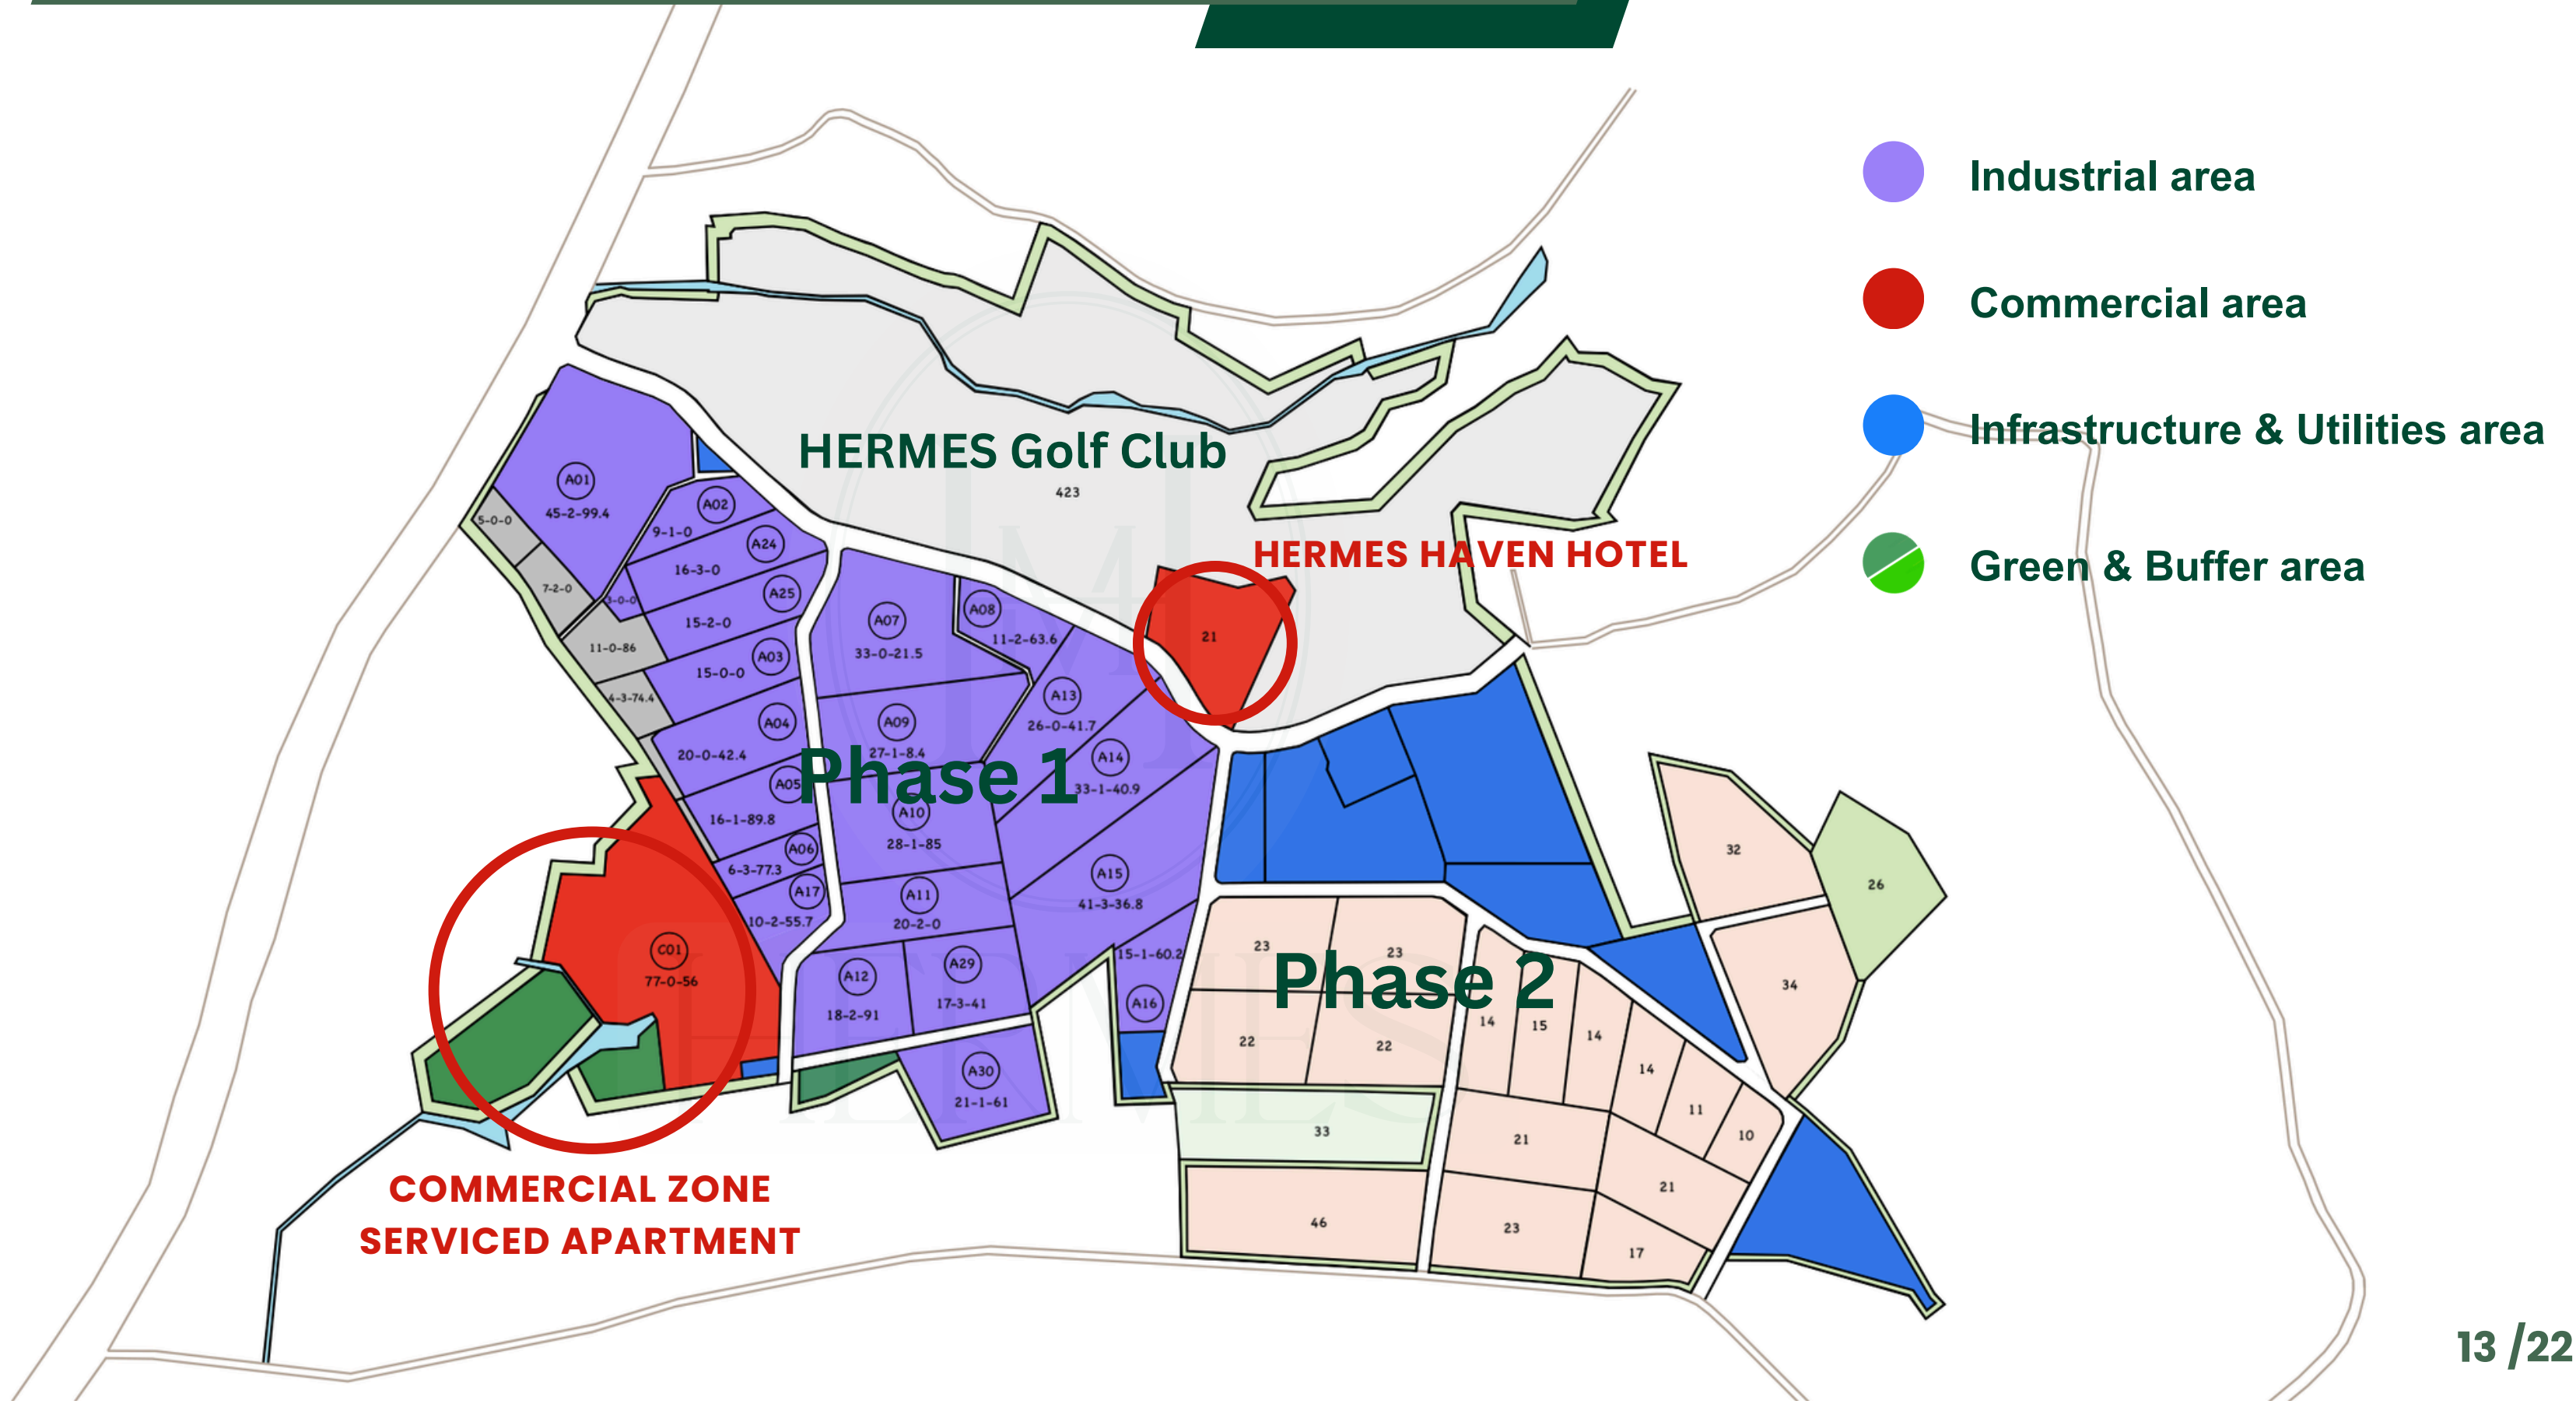 Industrial area
Commercial area
Infrastructure & Utilities area
Green & Buffer area
HERMES Golf Club
423
HERMES HAVEN HOTEL
21
A01
45-2-99.4
5-0-0
7-2-0
11-0-86
4-3-74.4
3-0-0
A02
9-1-0
A24
16-3-0
A25
15-2-0
A03
15-0-0
A04
20-0-42.4
A05
16-1-89.8
A06
6-3-77.3
A17
10-2-55.7
A07
33-0-21.5
A08
11-2-63.6
A09
27-1-8.4
Phase 1
A10
28-1-85
A11
20-2-0
A12
18-2-91
A29
17-3-41
A30
21-1-61
A13
26-0-41.7
A14
33-1-40.9
A15
41-3-36.8
15-1-60.2
A16
C01
77-0-56
COMMERCIAL ZONE
SERVICED APARTMENT
Phase 2
23
23
22
22
14
15
14
14
11
10
33
46
21
21
23
17
32
26
34
HERMES
13 /22